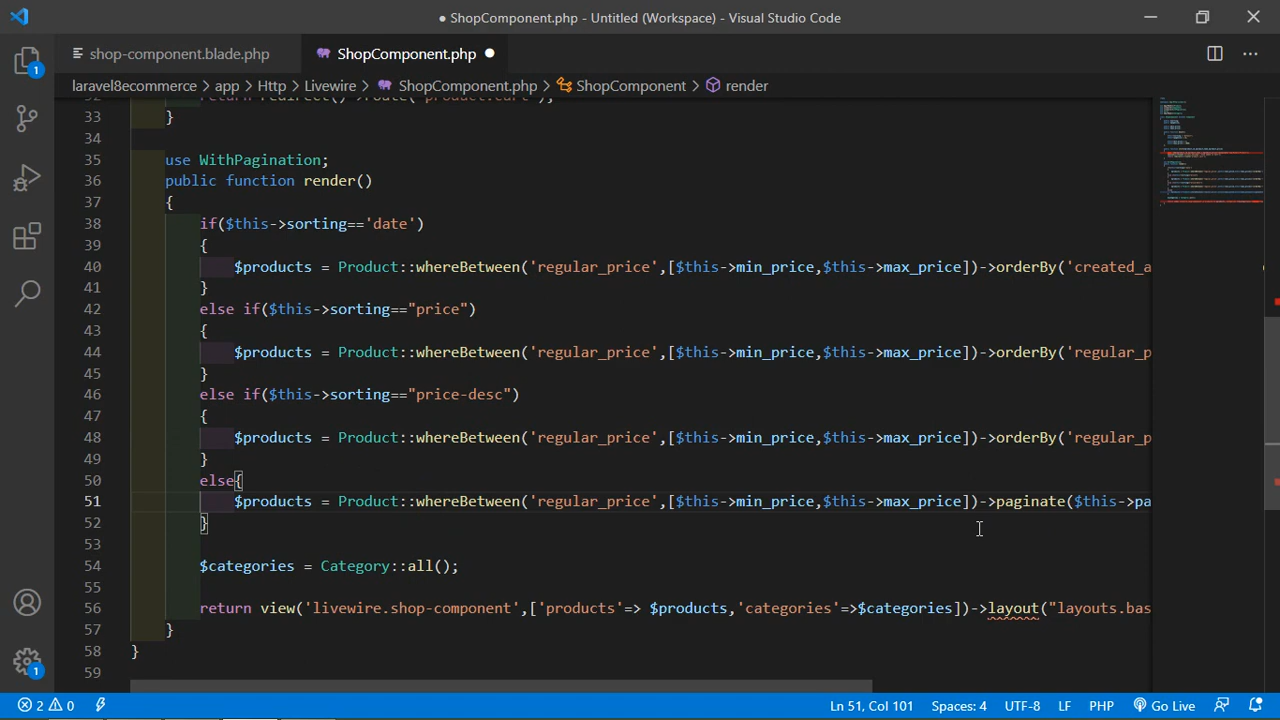 ● ShopComponent.php - Untitled (Workspace) - Visual Studio Code
shop-component.blade.php
ShopComponent.php
laravel8ecommerce > app > Http > Livewire > ShopComponent.php > ShopComponent > render
33 }
34
35 use WithPagination;
36 public function render()
37 {
38 if($this->sorting=='date')
39 {
40 $products = Product::whereBetween('regular_price',[$this->min_price,$this->max_price])->orderBy('created_a
41 }
42 else if($this->sorting=="price")
43 {
44 $products = Product::whereBetween('regular_price',[$this->min_price,$this->max_price])->orderBy('regular_p
45 }
46 else if($this->sorting=="price-desc")
47 {
48 $products = Product::whereBetween('regular_price',[$this->min_price,$this->max_price])->orderBy('regular_p
49 }
50 else{
51 $products = Product::whereBetween('regular_price',[$this->min_price,$this->max_price])->paginate($this->pa
52 }
53
54 $categories = Category::all();
55
56 return view('livewire.shop-component',['products'=> $products,'categories'=>$categories])->layout("layouts.bas
57 }
58 }
59
1
1
2 0 Ln 51, Col 101 Spaces: 4 UTF-8 LF PHP Go Live